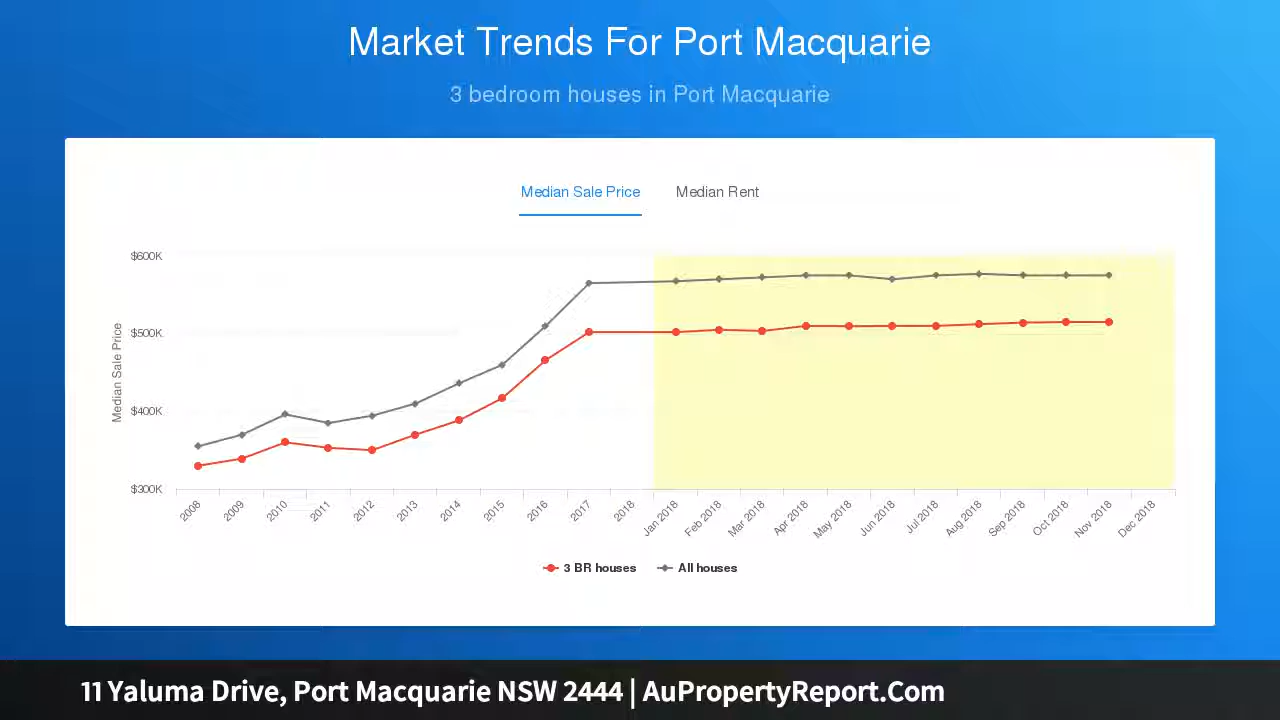 Market Trends For Port Macquarie
3 bedroom houses in Port Macquarie
Median Sale Price Median Rent
Median Sale Price
$600K
$500K
$400K
$300K
2008 2009 2010 2011 2012 2013 2014 2015 2016 2017 2018 Jan 2018 Feb 2018 Mar 2018 Apr 2018 May 2018 Jun 2018 Jul 2018 Aug 2018 Sep 2018 Oct 2018 Nov 2018 Dec 2018
3 BR houses All houses
11 Yaluma Drive, Port Macquarie NSW 2444 | AuPropertyReport.Com